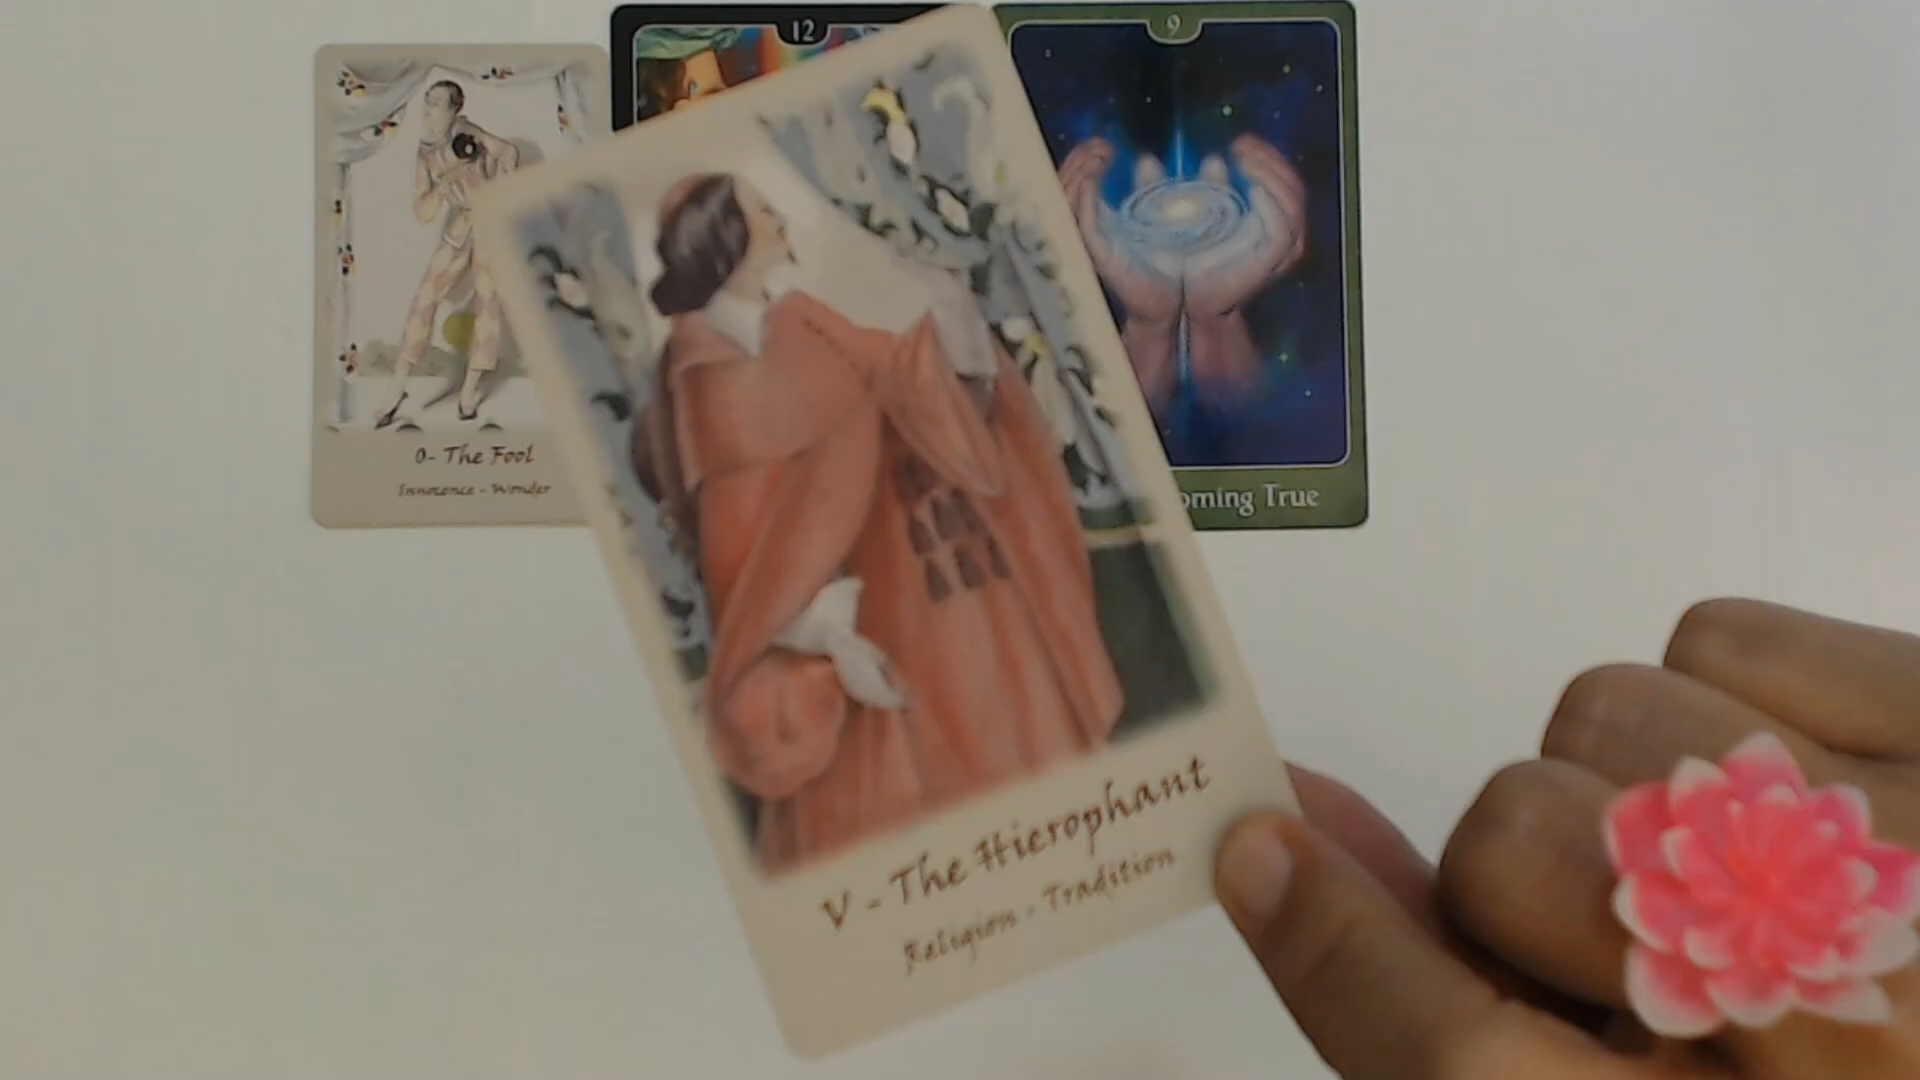 12
9
0- The Fool
Innocence - Wonder
oming True
V - The Hierophant
Religion - Tradition